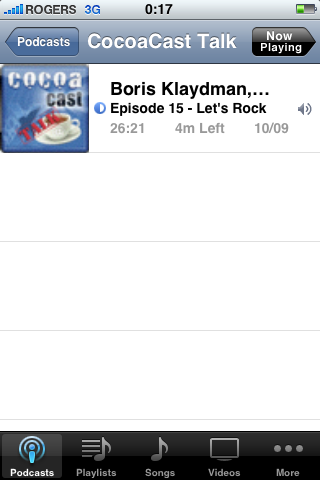 ROGERS 3G 0:17
Podcasts CocoaCast Talk Now Playing
cocoa
cast
TALK
Boris Klaydman,...
Episode 15 - Let's Rock
26:21 4m Left 10/09
Podcasts Playlists Songs Videos More